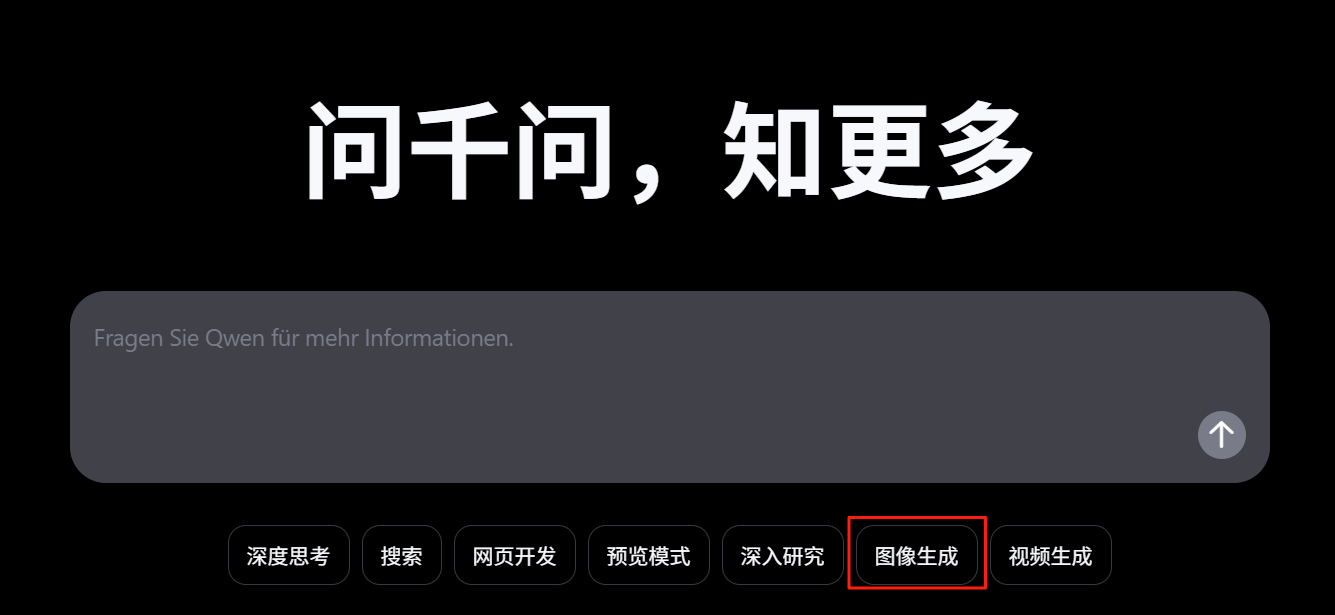 问千问，知更多
Fragen Sie Qwen für mehr Informationen.
深度思考 搜索 网页开发 预览模式 深入研究 图像生成 视频生成